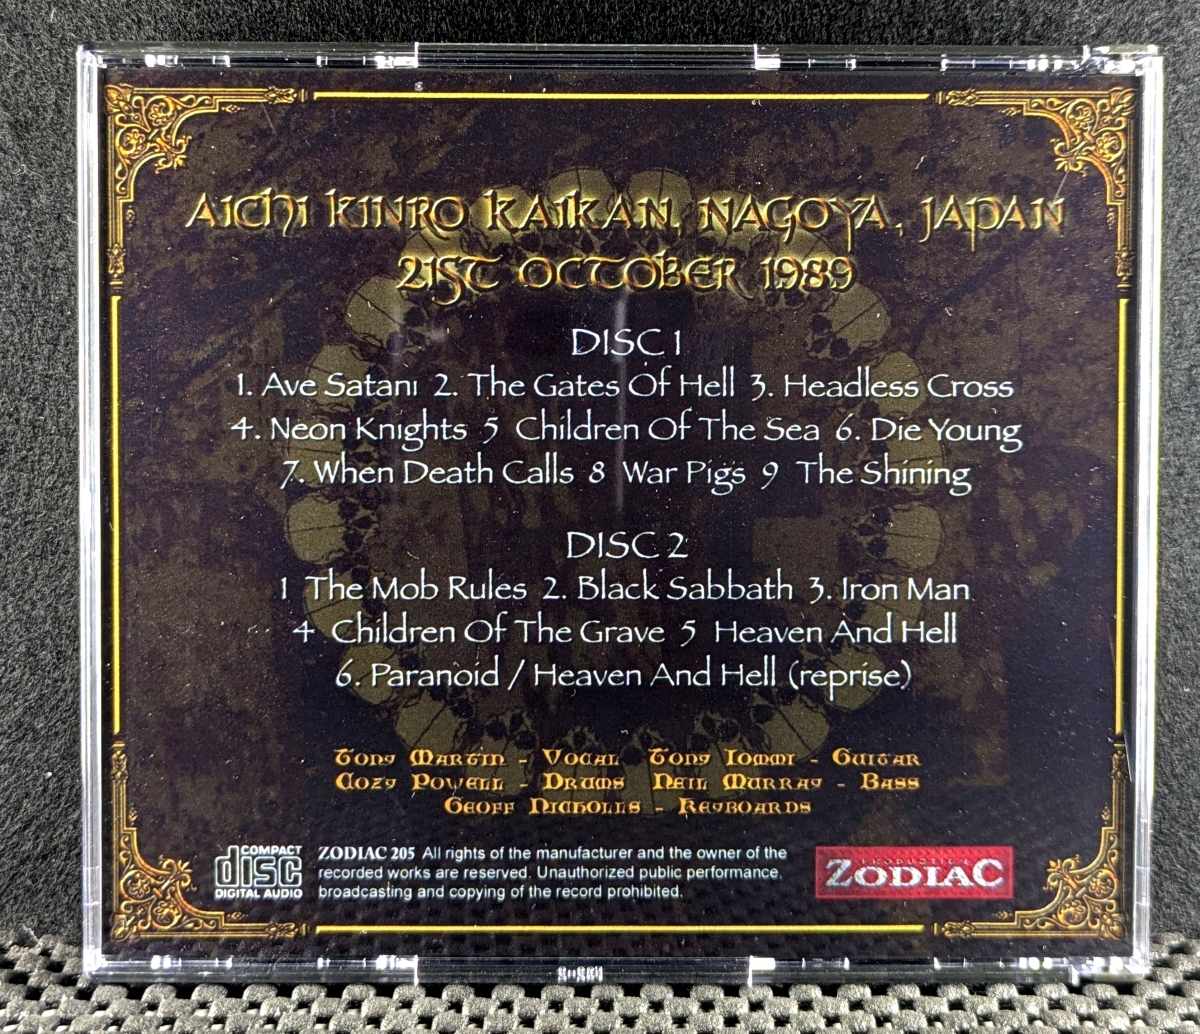 AICHI KINRO KAIKAN, NAGOYA, JAPAN
21ST OCTOBER 1989
DISC 1
1. Ave Satani 2. The Gates Of Hell 3. Headless Cross
4. Neon Knights 5 Children Of The Sea 6. Die Young
7. When Death Calls 8 War Pigs 9 The Shining
DISC 2
1 The Mob Rules 2. Black Sabbath 3. Iron Man
4 Children Of The Grave 5 Heaven And Hell
6. Paranoid / Heaven And Hell (reprise)
Tony Martin - Vocal Tony Iommi - Guitar
Cozy Powell - Drums Neil Murray - Bass
Geoff Nicholls - Keyboards
COMPACT
disc
DIGITAL AUDIO
ZODIAC 205 All rights of the manufacturer and the owner of the
recorded works are reserved. Unauthorized public performance.
broadcasting and copying of the record prohibited.
PRODUCTION
ZODIAC